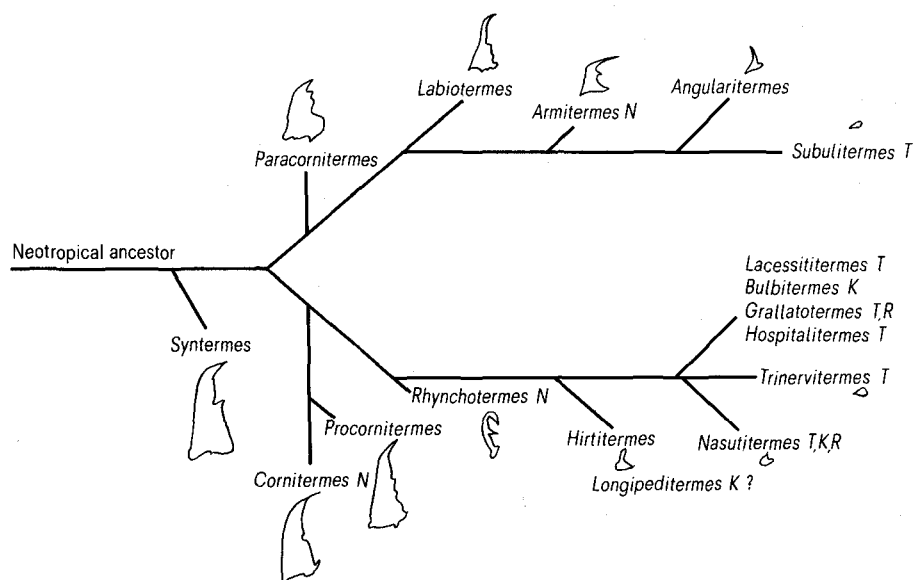 Labiotermes
Armitermes N
Angularitermes
Paracornitermes
Subulitermes T
Neotropical ancestor
Lacessititermes T
Bulbitermes K
Grallatotermes T,R
Hospitalitermes T
Syntermes
Trinervitermes T
Rhynchotermes N
Procornitermes
Hirtitermes
Nasutitermes T,K,R
Cornitermes N
Longipeditermes K ?